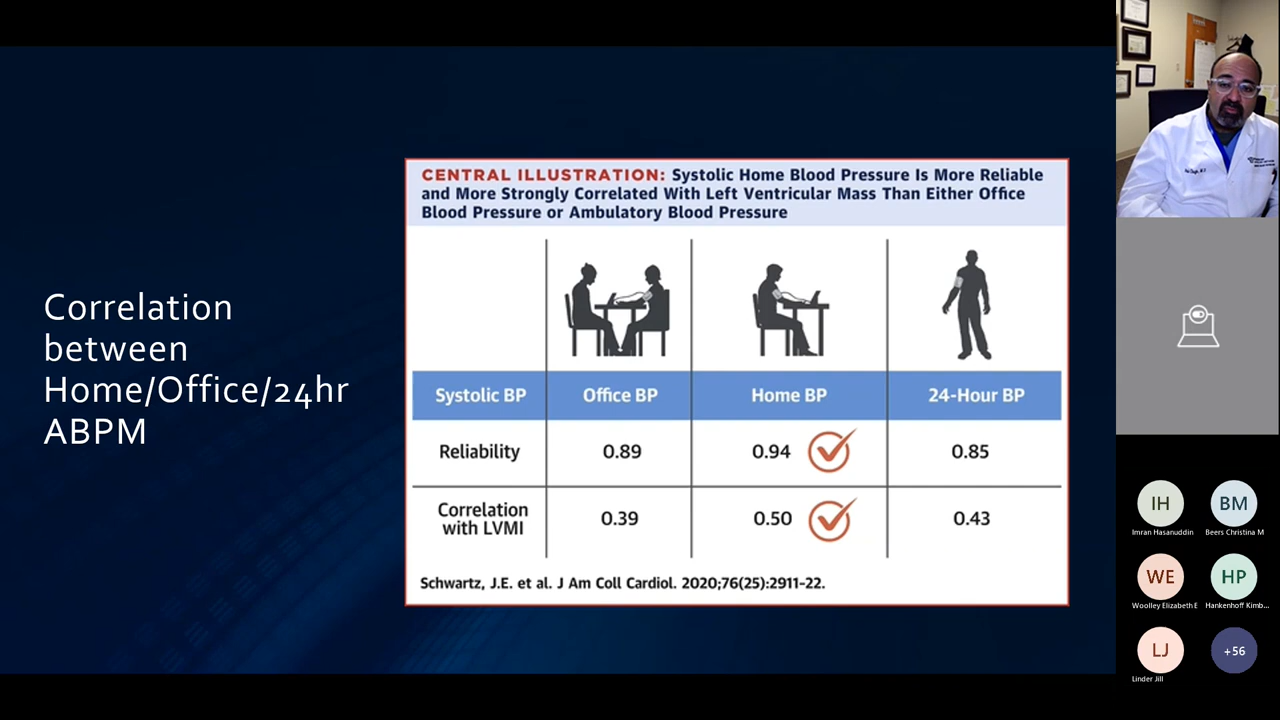 Correlation
between
Home/Office/24hr
ABPM
CENTRAL ILLUSTRATION: Systolic Home Blood Pressure Is More Reliable
and More Strongly Correlated With Left Ventricular Mass Than Either Office
Blood Pressure or Ambulatory Blood Pressure
Systolic BP Office BP Home BP 24-Hour BP
Reliability 0.89 0.94 0.85
Correlation
with LVMI 0.39 0.50 0.43
Schwartz, J.E. et al. J Am Coll Cardiol. 2020;76(25):2911-22.
IH BM
Imran Hasanuddin Beers Christina M
WE HP
Woolley Elizabeth E Hankenhoff Kimb...
LJ +56
Linder Jill